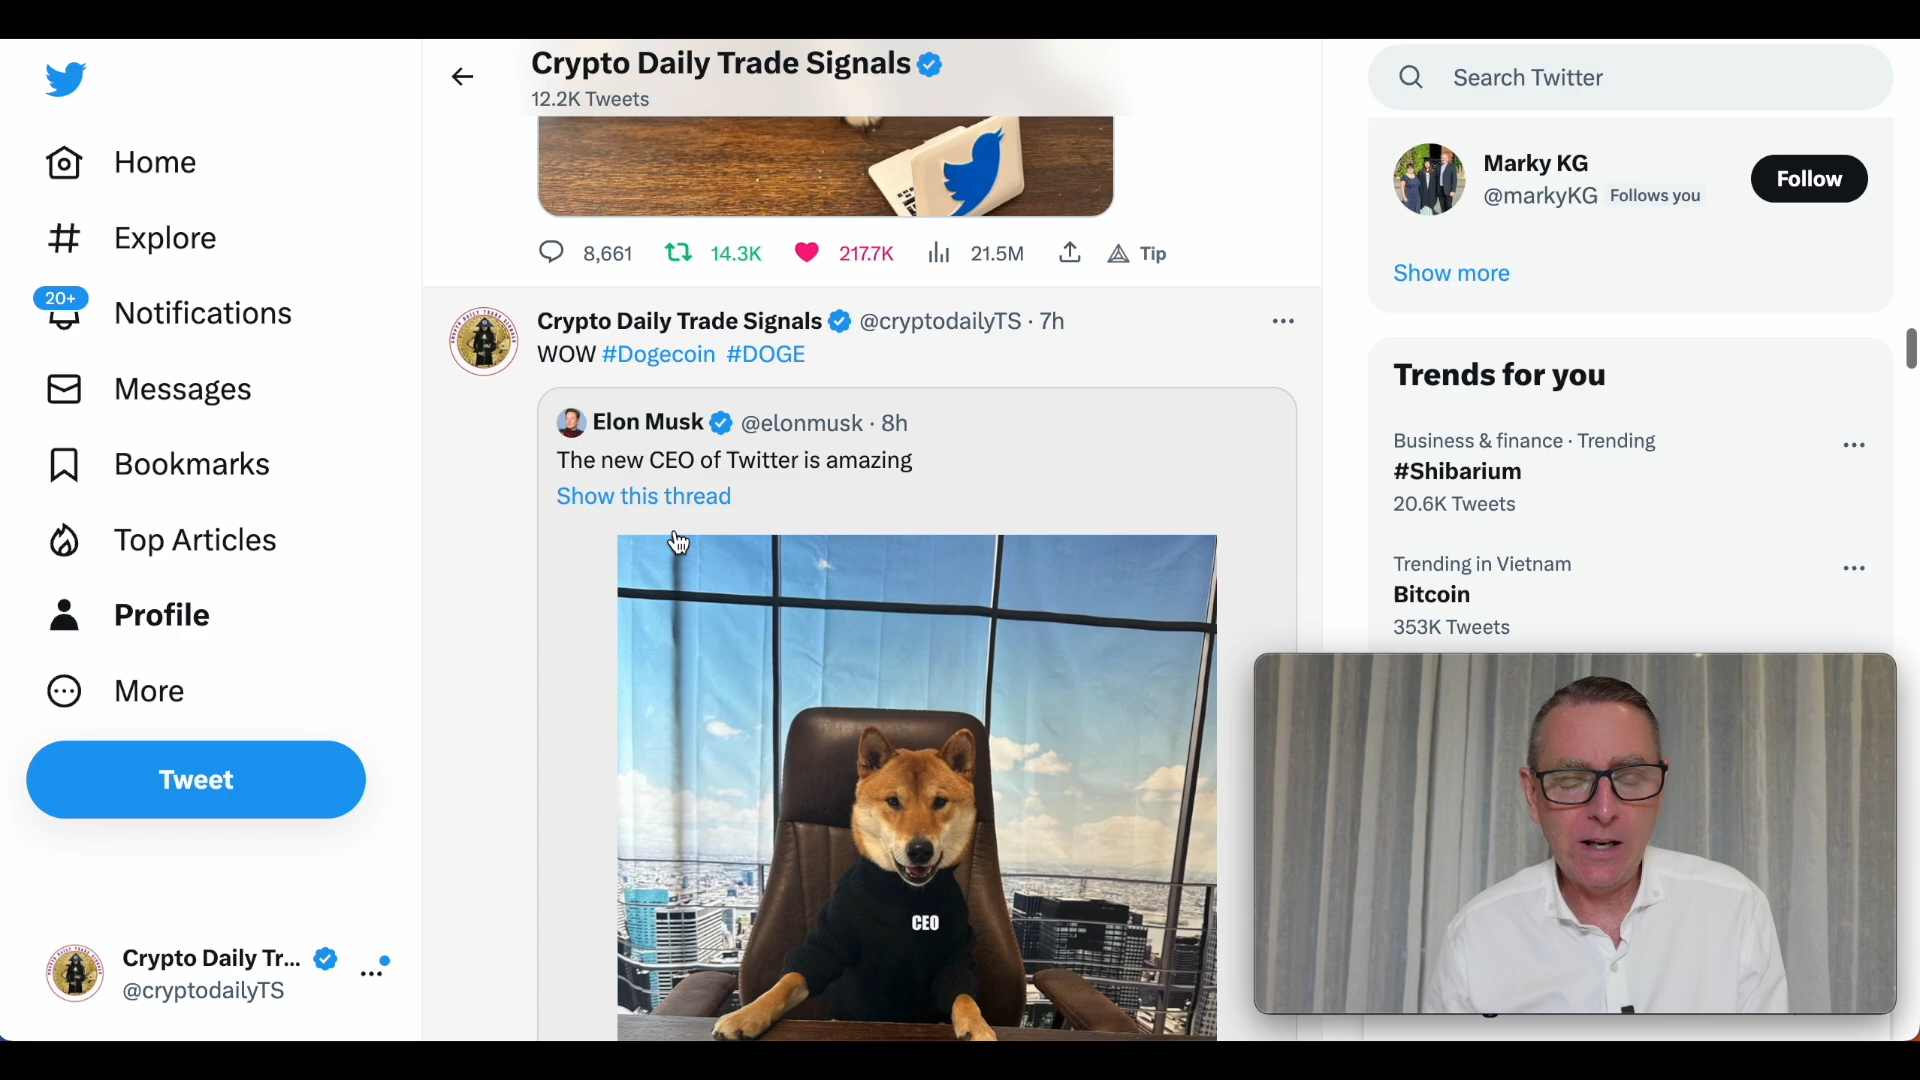 Home
Explore
20+
Notifications
Messages
Bookmarks
Top Articles
Profile
More
Tweet
Crypto Daily Tr...
@cryptodailyTS
Crypto Daily Trade Signals
12.2K Tweets
8,661 14.3K 217.7K 21.5M Tip
Crypto Daily Trade Signals @cryptodailyTS · 7h
WOW #Dogecoin #DOGE
Elon Musk @elonmusk · 8h
The new CEO of Twitter is amazing
Show this thread
CEO
Search Twitter
Marky KG
@markyKG Follows you
Follow
Show more
Trends for you
Business & finance · Trending
#Shibarium
20.6K Tweets
Trending in Vietnam
Bitcoin
353K Tweets